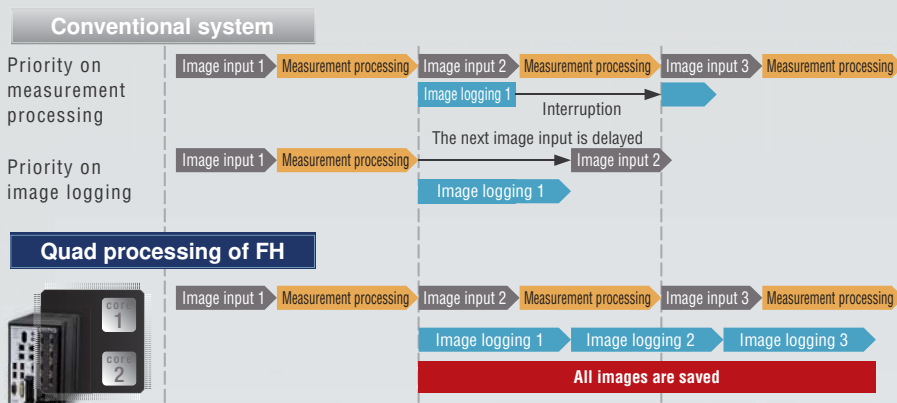 Conventional system
Priority on
measurement
processing
Image input 1 Measurement processing Image input 2 Measurement processing Image input 3 Measurement processing
Image logging 1
Interruption
Priority on
image logging
The next image input is delayed
Image input 1 Measurement processing Image input 2
Image logging 1
Quad processing of FH
core
1
core
2
Image input 1 Measurement processing Image input 2 Measurement processing Image input 3 Measurement processing
Image logging 1 Image logging 2 Image logging 3
All images are saved